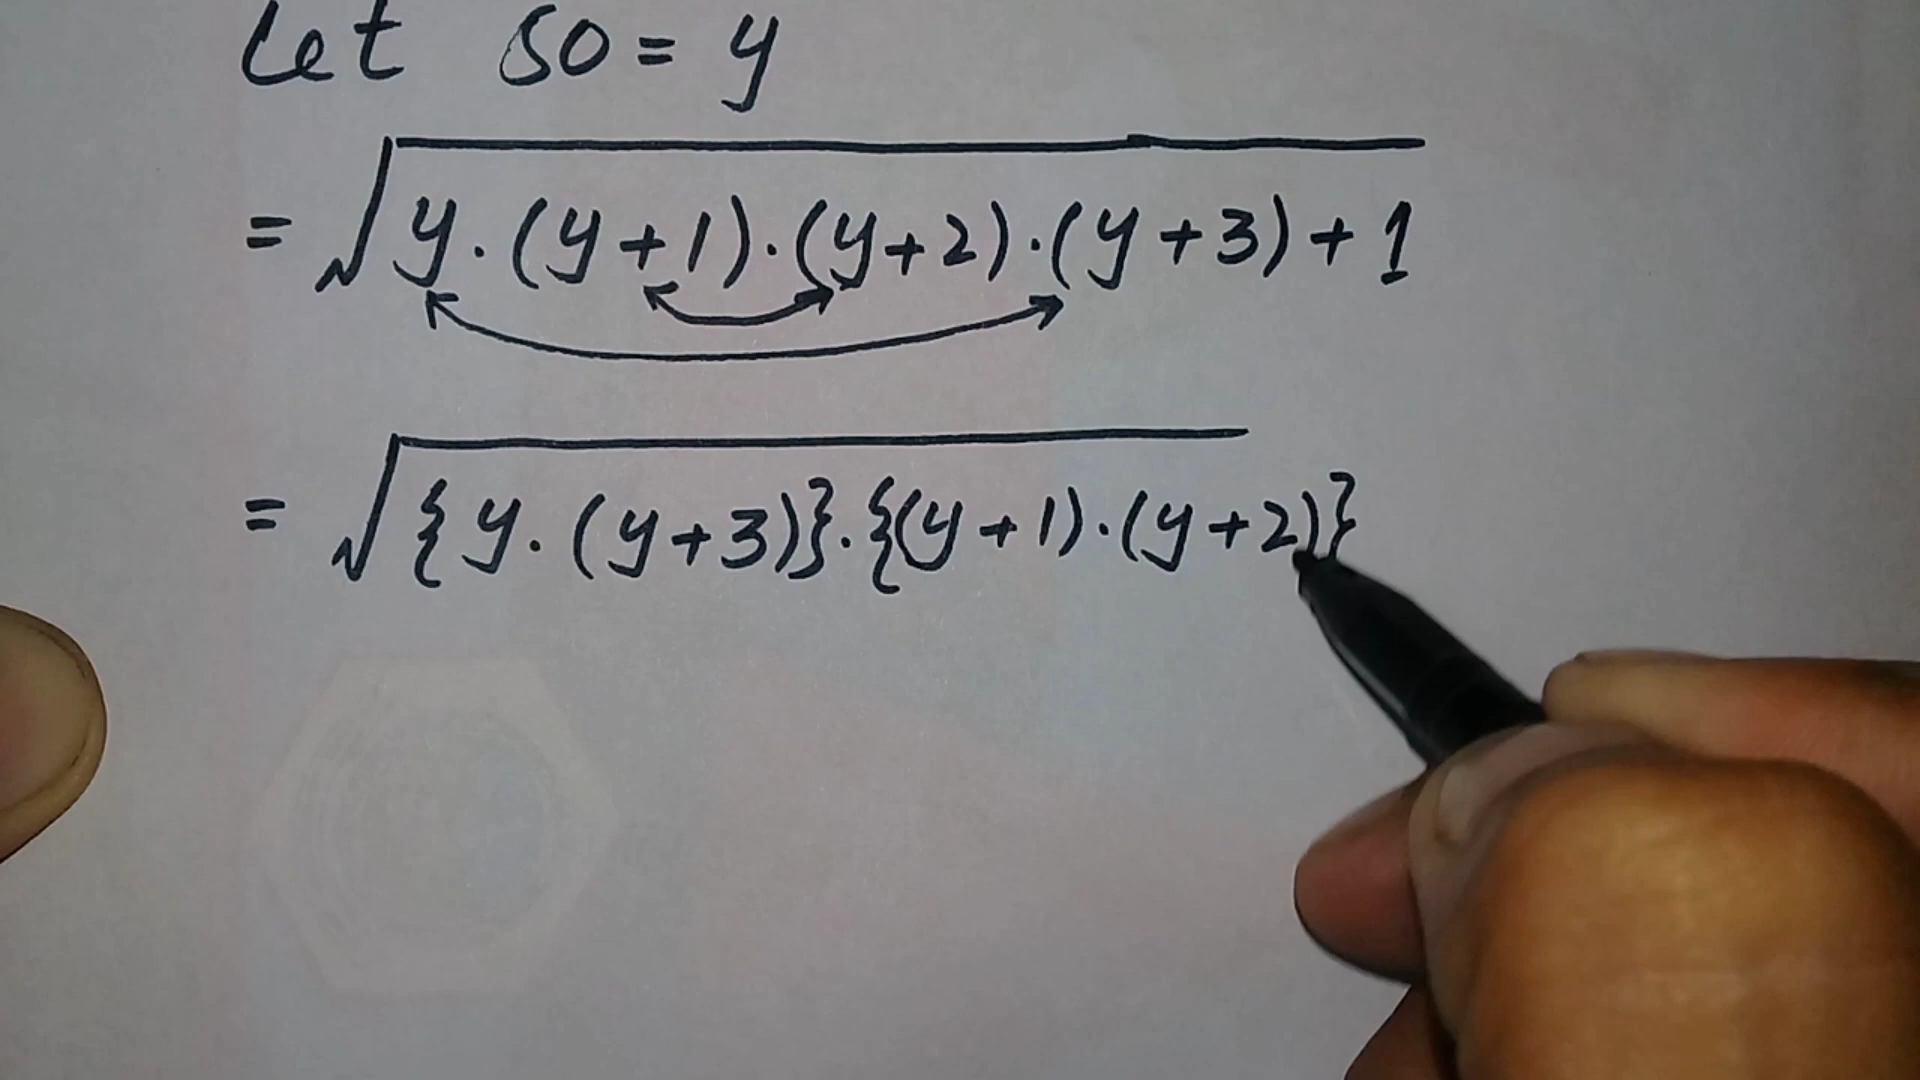 Let 50 = y
= √y.(y+1).(y+2).(y+3)+1
= √{y.(y+3)}.{(y+1).(y+2)}